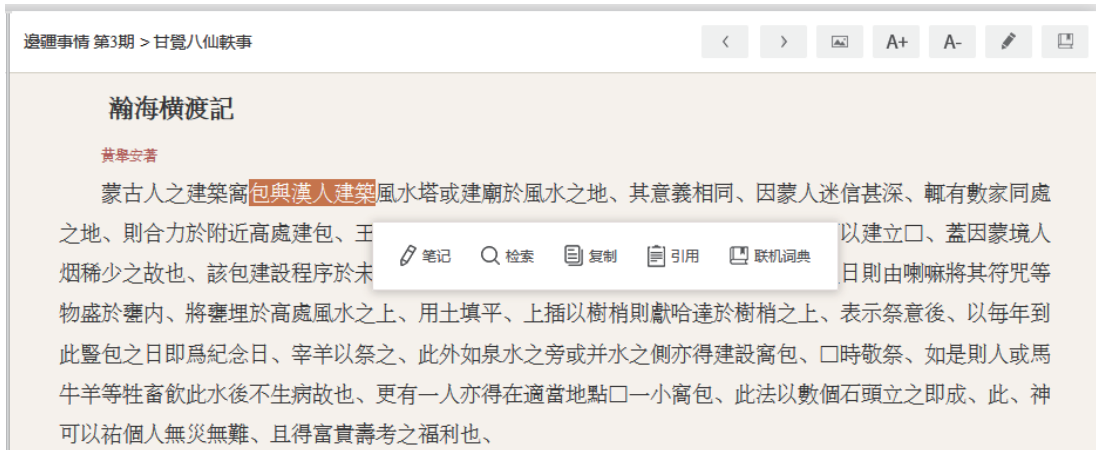 邊疆事情 第3期 > 甘覺八仙軼事
A+ A-
瀚海横渡記
黄舉安著
蒙古人之建築窩包與漢人建築風水塔或建廟於風水之地、其意義相同、因蒙人迷信甚深、輒有數家同處
之地、則合力於附近高處建包、王
以建立□、蓋因蒙境人
笔记 检索 复制 引用 联机词典
烟稀少之故也、該包建設程序於未
日則由喇嘛將其符咒等
物盛於甕内、將甕埋於高處風水之上、用土填平、上插以樹梢則獻哈達於樹梢之上、表示祭意後、以每年到
此豎包之日即爲紀念日、宰羊以祭之、此外如泉水之旁或井水之側亦得建設窩包、□時敬祭、如是則人或馬
牛羊等牲畜飲此水後不生病故也、更有一人亦得在適當地點□一小窩包、此法以數個石頭立之即成、此、神
可以祐個人無災無難、且得富貴壽考之福利也、